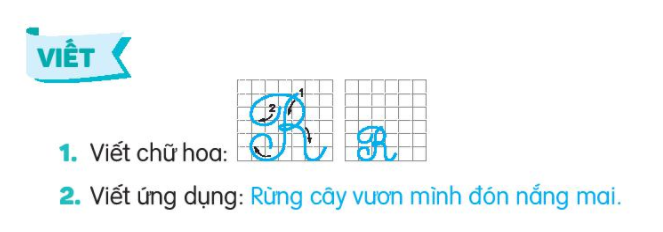 VIẾT
1. Viết chữ hoa: R R
2. Viết ứng dụng: Rừng cây vươn mình đón nắng mai.